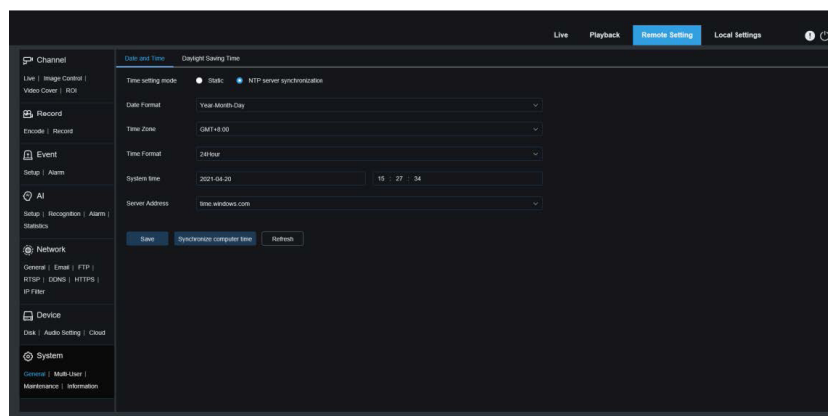 Live Playback Remote Setting Local Settings
Channel
Live | Image Control |
Video Cover | ROI
Record
Encode | Record
Event
Setup | Alarm
AI
Setup | Recognition | Alarm |
Statistics
Network
General | Email | FTP |
RTSP | DDNS | HTTPS |
IP Filter
Device
Disk | Audio Setting | Cloud
System
General | Multi-User |
Maintenance | Information
Date and Time Daylight Saving Time
Time setting mode Static NTP server synchronization
Date Format Year-Month-Day
Time Zone GMT+8:00
Time Format 24Hour
System time 2021-04-20 15 : 27 : 34
Server Address time.windows.com
Save Synchronize computer time Refresh